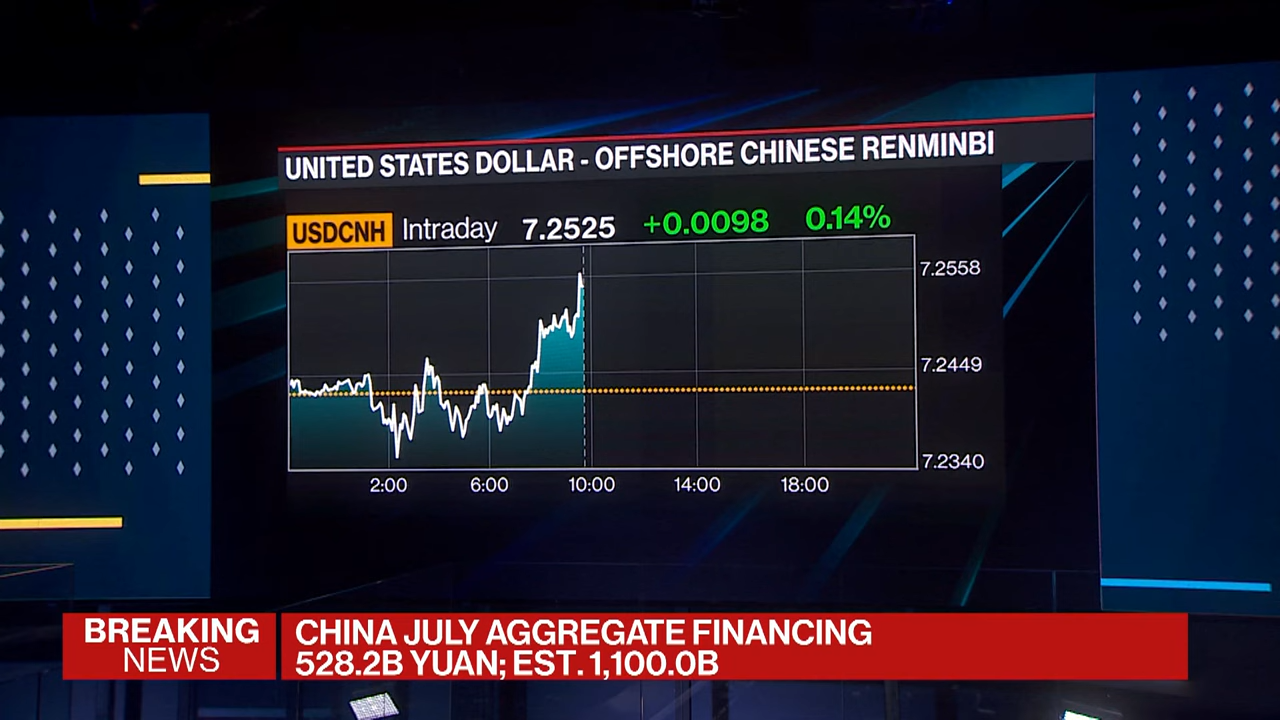 UNITED STATES DOLLAR - OFFSHORE CHINESE RENMINBI
USDCNH Intraday 7.2525 +0.0098 0.14%
7.2558
7.2449
7.2340
2:00 6:00 10:00 14:00 18:00
BREAKING NEWS
CHINA JULY AGGREGATE FINANCING
528.2B YUAN; EST. 1,100.0B